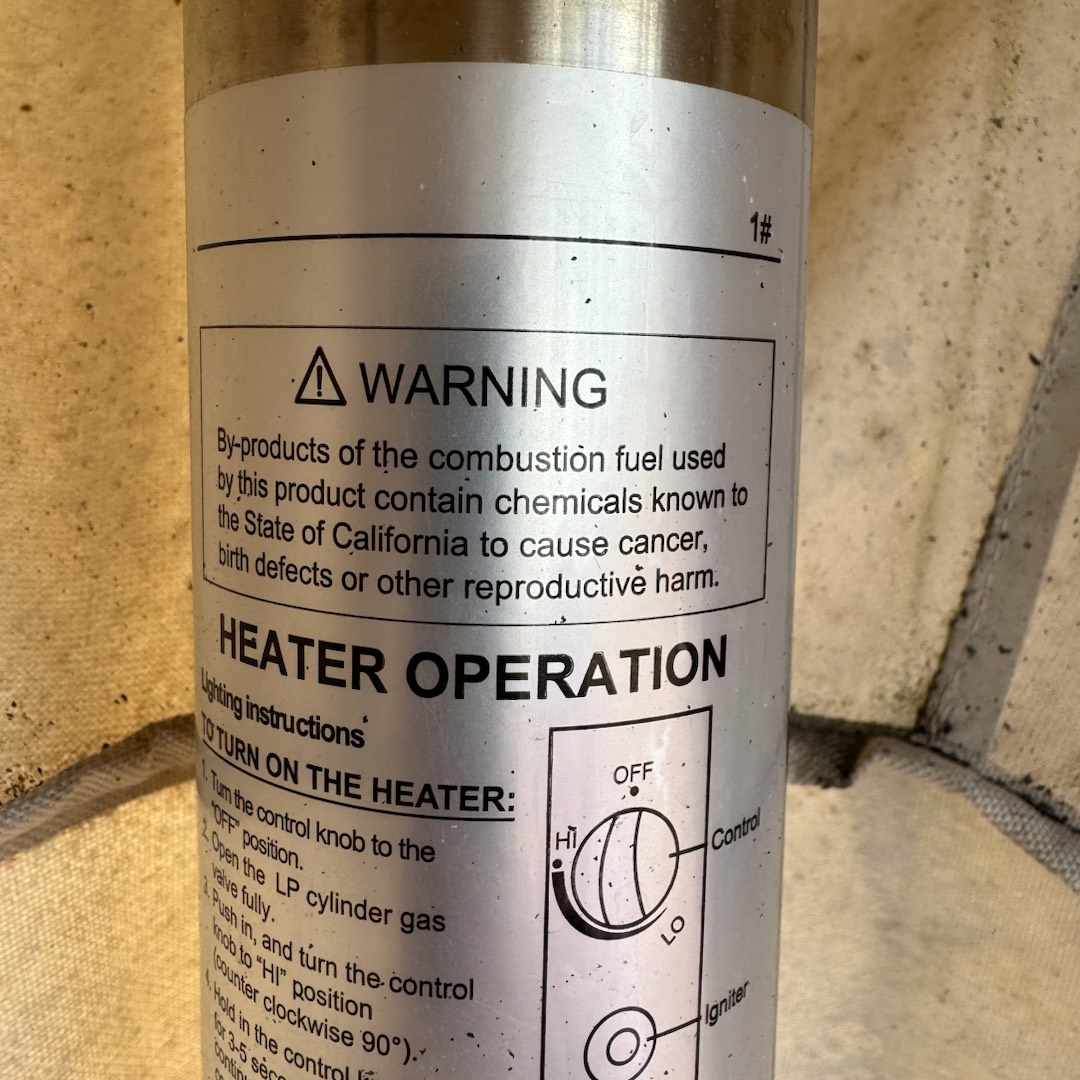 1#
WARNING
By-products of the combustion fuel used
by this product contain chemicals known to
the State of California to cause cancer,
birth defects or other reproductive harm.
HEATER OPERATION
Lighting instructions
TO TURN ON THE HEATER:
1. Turn the control knob to the
"OFF" position.
2. Open the LP cylinder gas
valve fully.
3. Push in, and turn the control
knob to "HI" position
(counter clockwise 90°).
4. Hold in the control
for 3-5
OFF
HI
Control
LO
Igniter